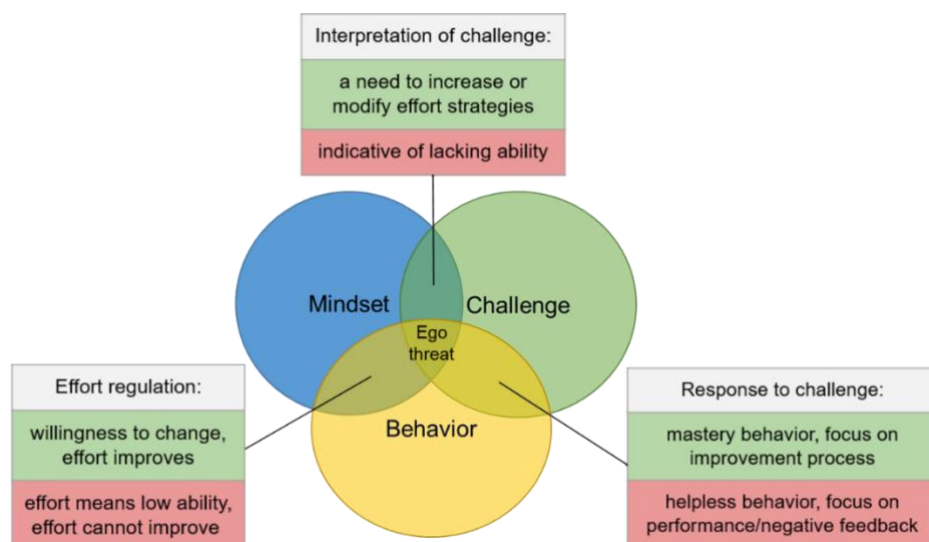 Interpretation of challenge:
a need to increase or
modify effort strategies
indicative of lacking ability
Mindset
Challenge
Ego
threat
Behavior
Effort regulation:
willingness to change,
effort improves
effort means low ability,
effort cannot improve
Response to challenge:
mastery behavior, focus on
improvement process
helpless behavior, focus on
performance/negative feedback